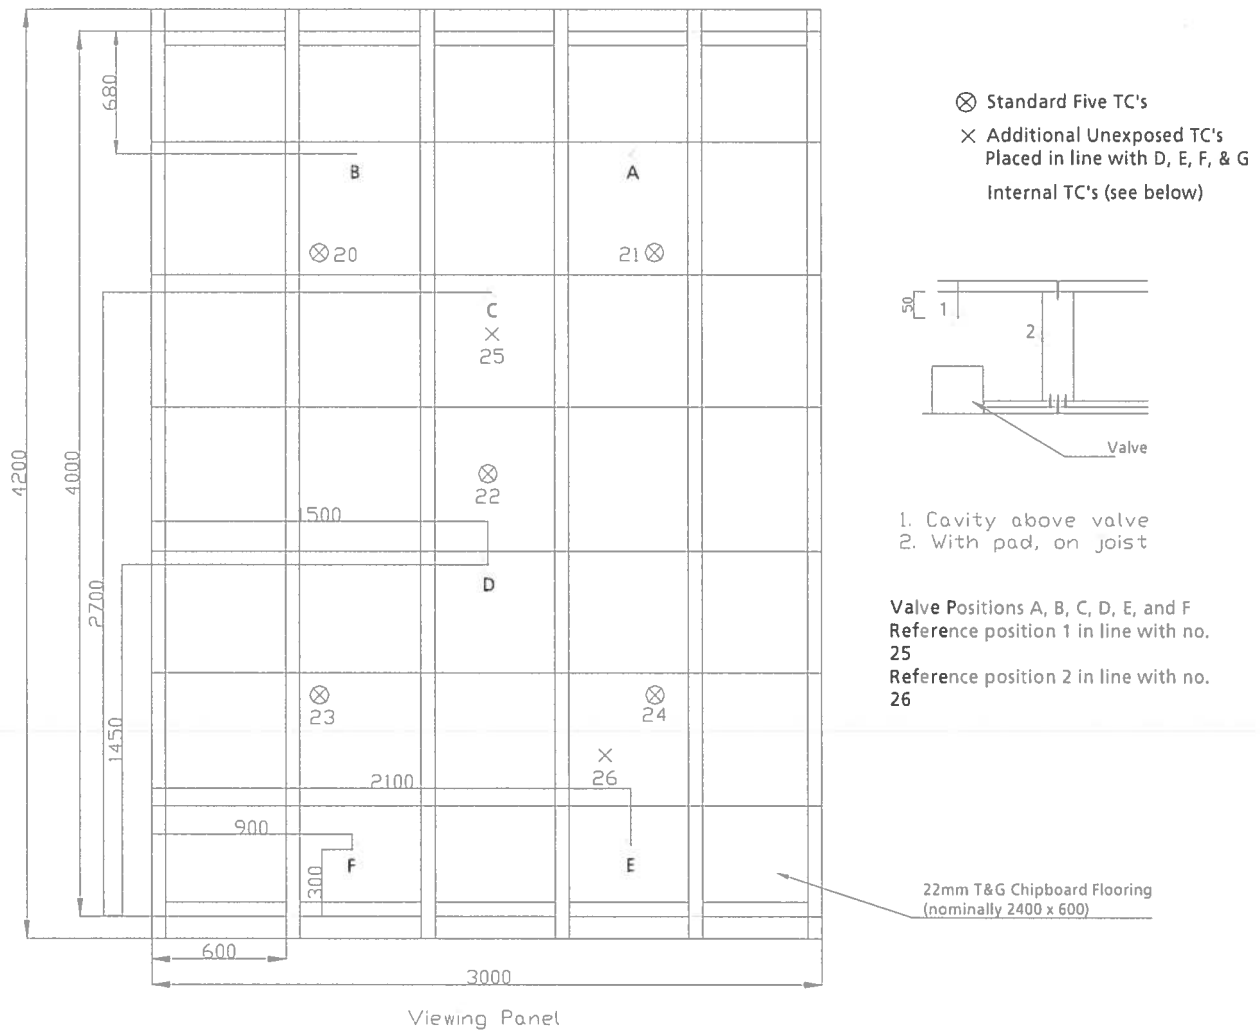 680
B
A
20
21
C
25
4200
4000
22
1500
D
2700
23
24
1450
26
2100
900
F
E
300
600
3000
Viewing Panel
Standard Five TC's
Additional Unexposed TC's
Placed in line with D, E, F, & G
Internal TC's (see below)
50
1
2
Valve
1. Cavity above valve
2. With pad, on joist
Valve Positions A, B, C, D, E, and F
Reference position 1 in line with no.
25
Reference position 2 in line with no.
26
22mm T&G Chipboard Flooring
(nominally 2400 x 600)